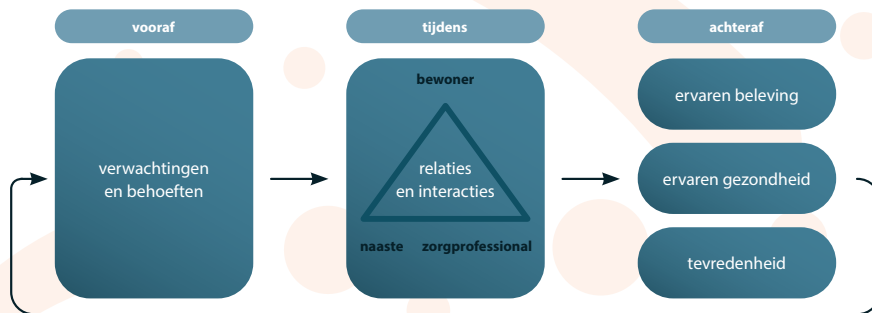 vooraf
tijdens
achteraf
verwachtingen
en behoeften
bewoner
relaties
en interacties
naaste
zorgprofessional
ervaren beleving
ervaren gezondheid
tevredenheid